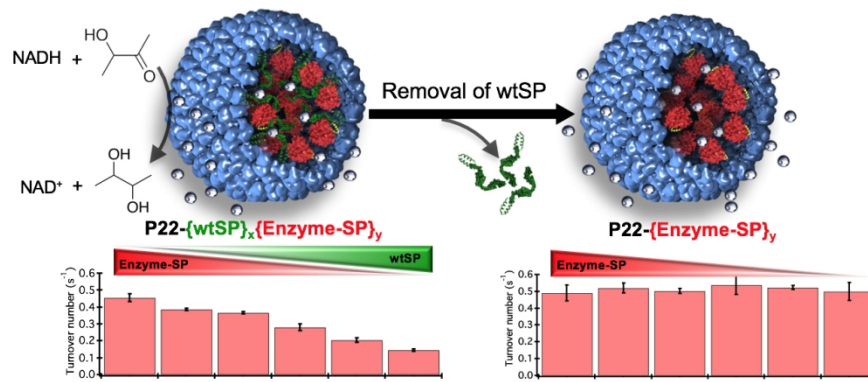 HO
NADH +
O
Removal of wtSP
OH
NAD⁺ +
OH
P22-{wtSP}ₓ{Enzyme-SP}ᵧ
P22-{Enzyme-SP}ᵧ
Enzyme-SP
wtSP
Turnover number (s⁻¹)
0.6
0.5
0.4
0.3
0.2
0.1
0.0
Enzyme-SP
Turnover number (s⁻¹)
0.6
0.5
0.4
0.3
0.2
0.1
0.0